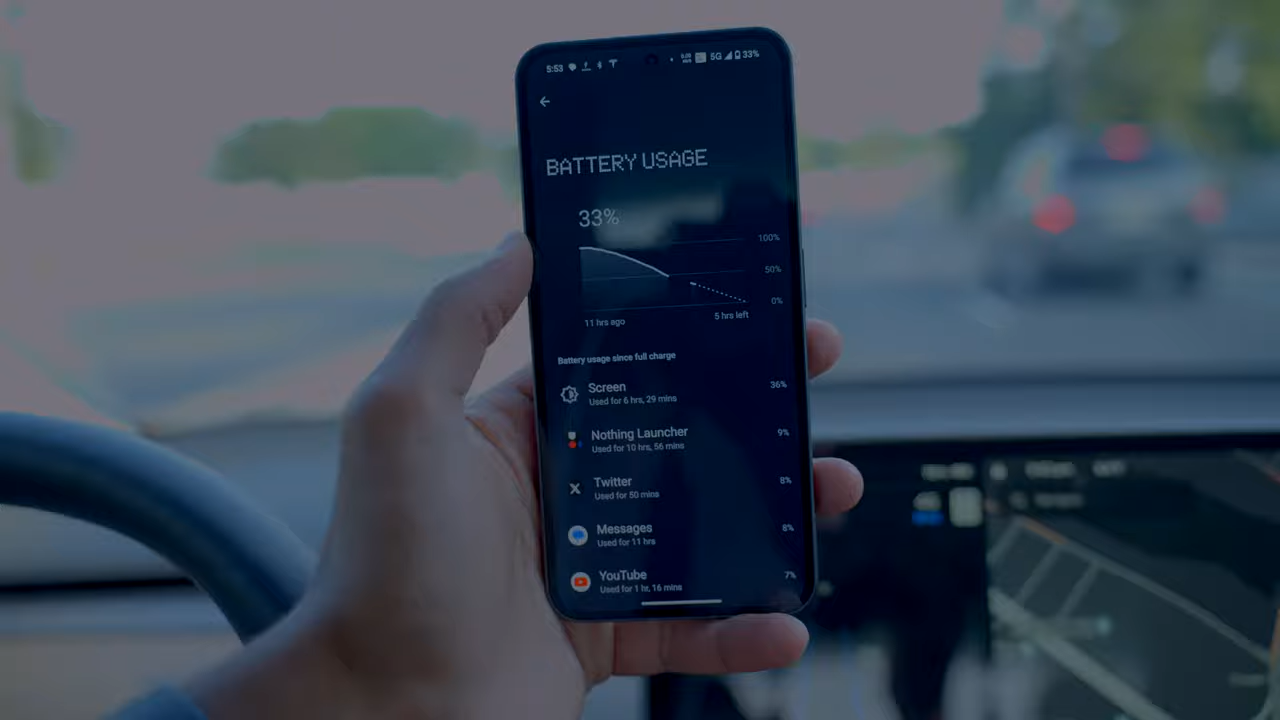 5:53 5G 33%
BATTERY USAGE
33%
100%
50%
0%
11 hrs ago 5 hrs left
Battery usage since full charge
Screen 36%
Used for 6 hrs, 29 mins
Nothing Launcher 9%
Used for 10 hrs, 56 mins
Twitter 8%
Used for 50 mins
Messages 8%
Used for 11 hrs
YouTube 7%
Used for 1 hr, 16 mins